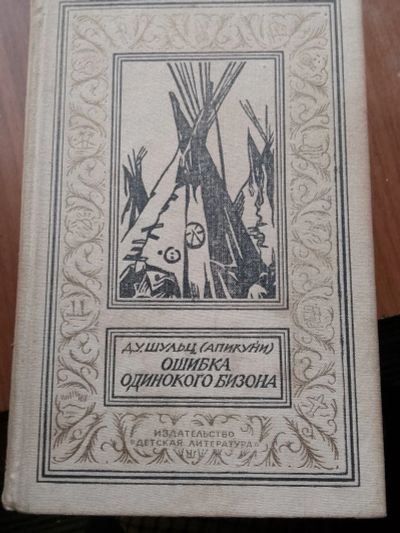 Д.У. ШУЛЬЦ (АПИКУНИ)
ОШИБКА
ОДИНОКОГО БИЗОНА
ИЗДАТЕЛЬСТВО
"ДЕТСКАЯ ЛИТЕРАТУРА"